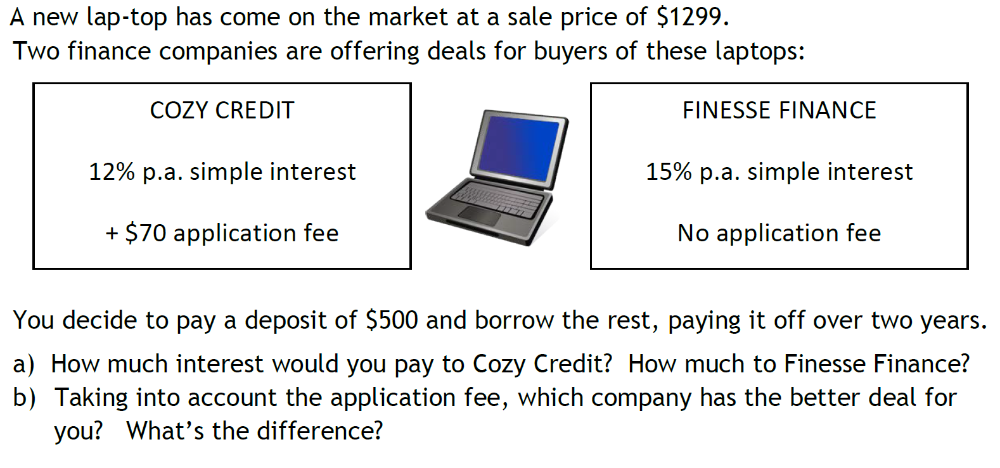 A new lap-top has come on the market at a sale price of $1299.
Two finance companies are offering deals for buyers of these laptops:
COZY CREDIT
12% p.a. simple interest
+ $70 application fee
FINESSE FINANCE
15% p.a. simple interest
No application fee
You decide to pay a deposit of $500 and borrow the rest, paying it off over two years.
a) How much interest would you pay to Cozy Credit? How much to Finesse Finance?
b) Taking into account the application fee, which company has the better deal for
you? What’s the difference?